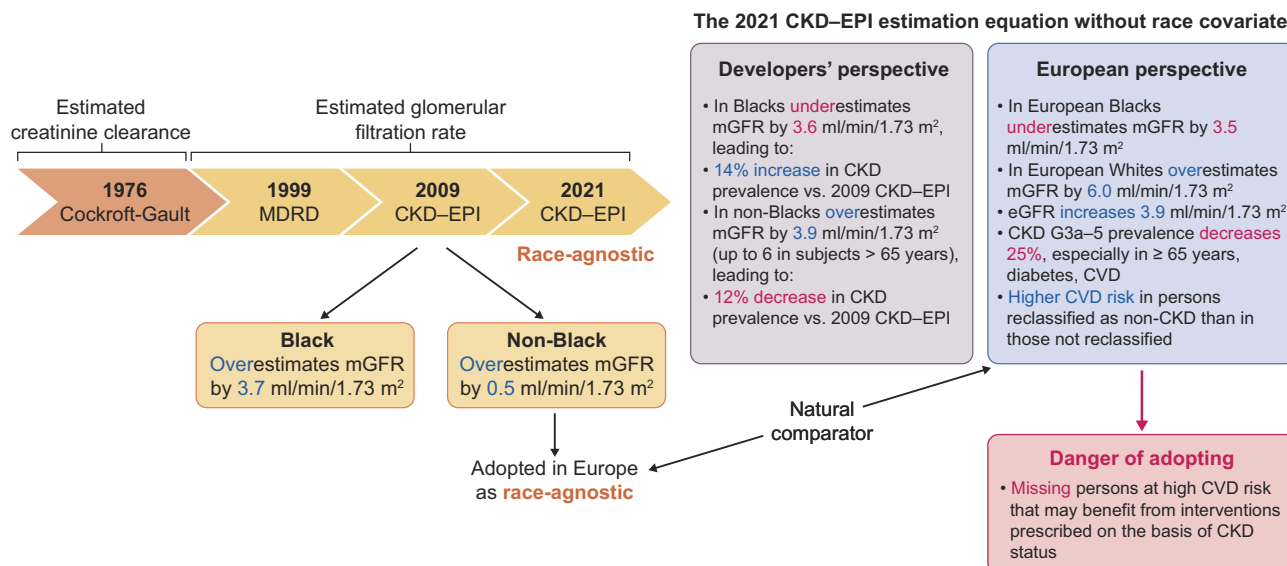 The 2021 CKD–EPI estimation equation without race covariate
Estimated
creatinine clearance
Estimated glomerular
filtration rate
1976
Cockroft-Gault
1999
MDRD
2009
CKD–EPI
2021
CKD–EPI
Race-agnostic
Black
Overestimates mGFR
by 3.7 ml/min/1.73 m²
Non-Black
Overestimates mGFR
by 0.5 ml/min/1.73 m²
Adopted in Europe
as race-agnostic
Natural
comparator
Developers' perspective
• In Blacks underestimates
mGFR by 3.6 ml/min/1.73 m²,
leading to:
• 14% increase in CKD
prevalence vs. 2009 CKD–EPI
• In non-Blacks overestimates
mGFR by 3.9 ml/min/1.73 m²
(up to 6 in subjects > 65 years),
leading to:
• 12% decrease in CKD
prevalence vs. 2009 CKD–EPI
European perspective
• In European Blacks
underestimates mGFR by 3.5
ml/min/1.73 m²
• In European Whites overestimates
mGFR by 6.0 ml/min/1.73 m²
• eGFR increases 3.9 ml/min/1.73 m²
• CKD G3a–5 prevalence decreases
25%, especially in ≥ 65 years,
diabetes, CVD
• Higher CVD risk in persons
reclassified as non-CKD than in
those not reclassified
Danger of adopting
• Missing persons at high CVD risk
that may benefit from interventions
prescribed on the basis of CKD
status